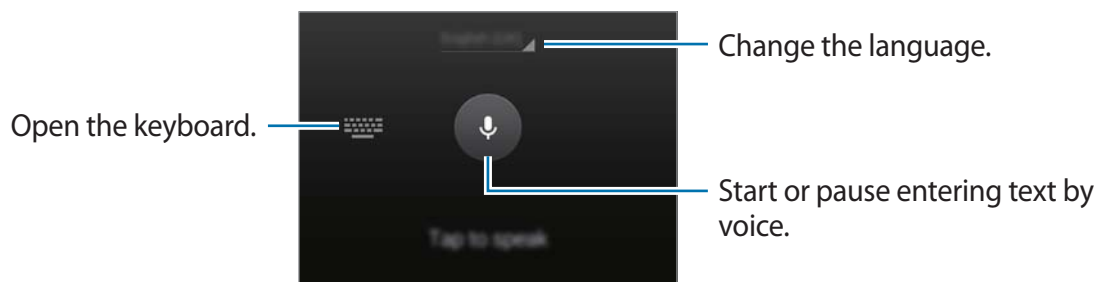 Change the language.
Open the keyboard.
Start or pause entering text by
voice.
Tap to speak